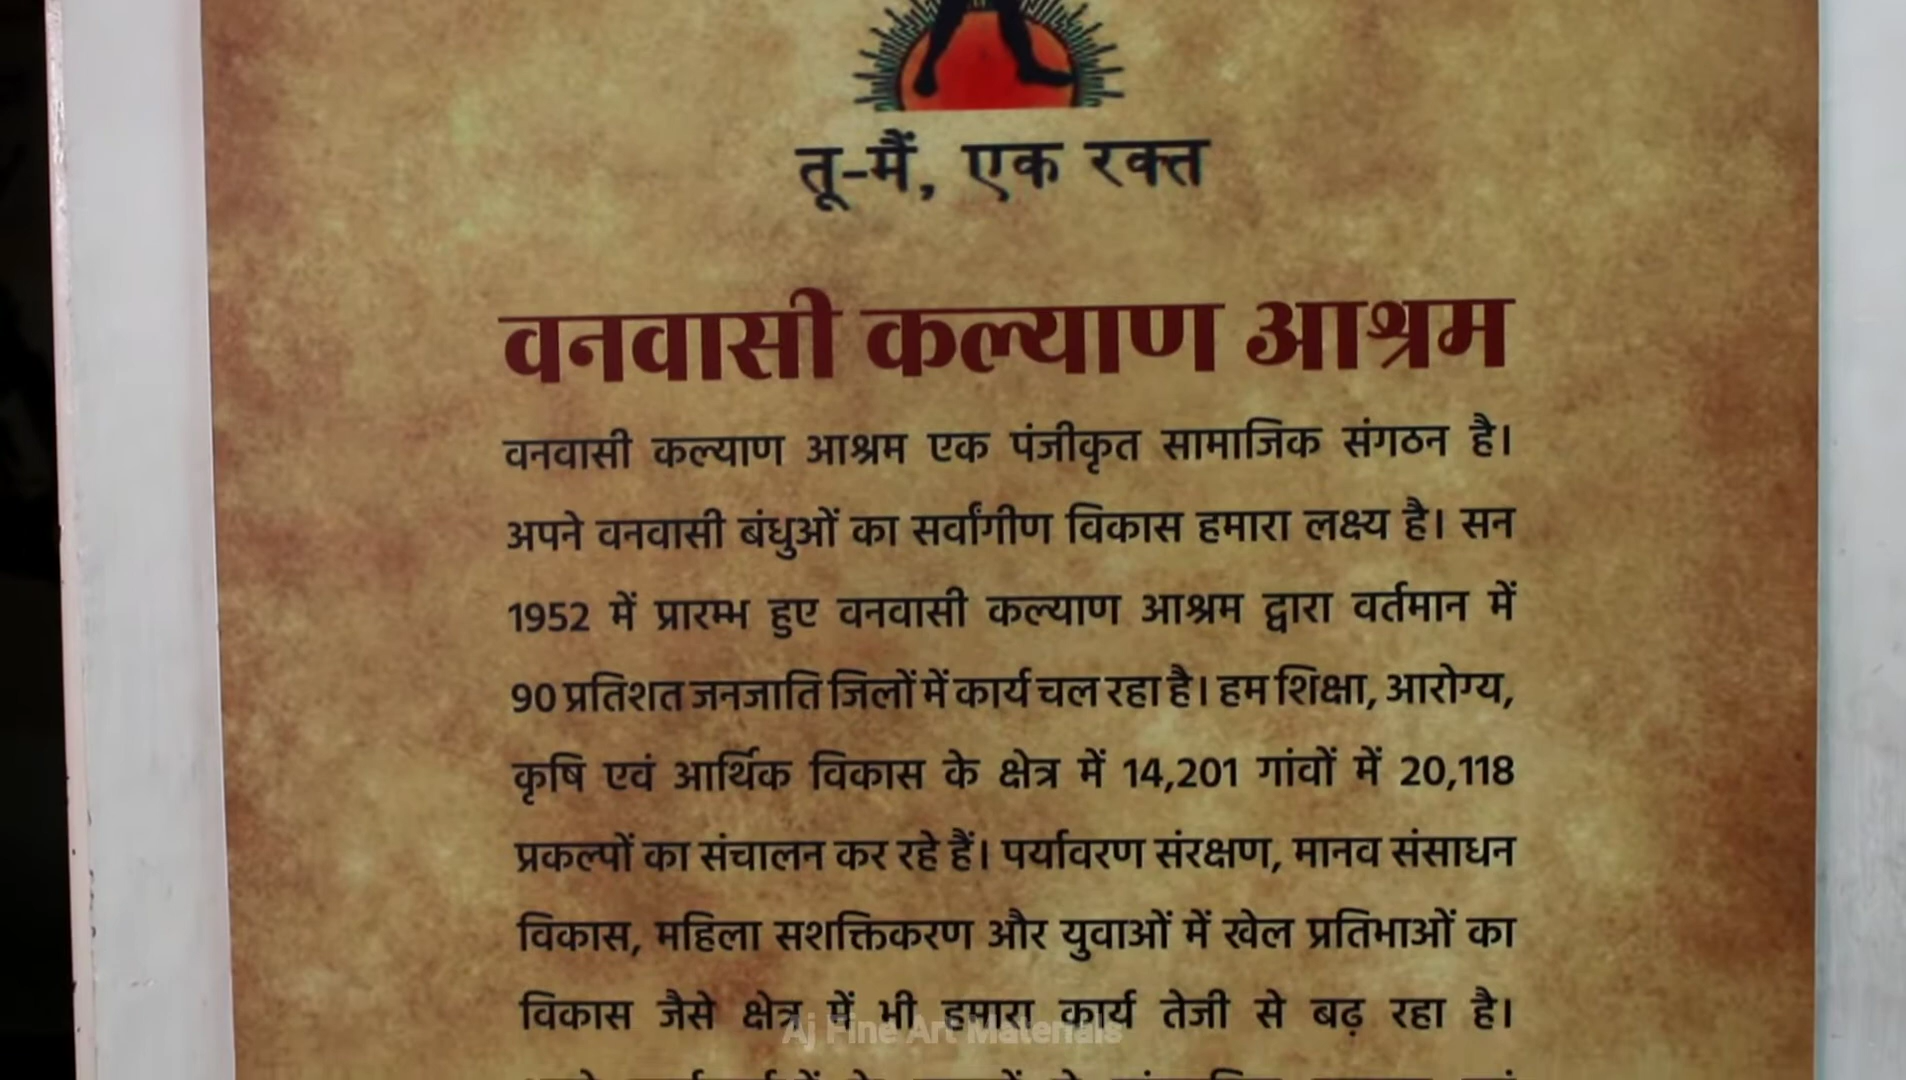 तू-मैं, एक रक्त
वनवासी कल्याण आश्रम
वनवासी कल्याण आश्रम एक पंजीकृत सामाजिक संगठन है।
अपने वनवासी बंधुओं का सर्वांगीण विकास हमारा लक्ष्य है। सन
1952 में प्रारम्भ हुए वनवासी कल्याण आश्रम द्वारा वर्तमान में
90 प्रतिशत जनजाति जिलों में कार्य चल रहा है। हम शिक्षा, आरोग्य,
कृषि एवं आर्थिक विकास के क्षेत्र में 14,201 गांवों में 20,118
प्रकल्पों का संचालन कर रहे हैं। पर्यावरण संरक्षण, मानव संसाधन
विकास, महिला सशक्तिकरण और युवाओं में खेल प्रतिभाओं का
विकास जैसे क्षेत्र में भी हमारा कार्य तेजी से बढ़ रहा है।
Aj Fine Art Materials